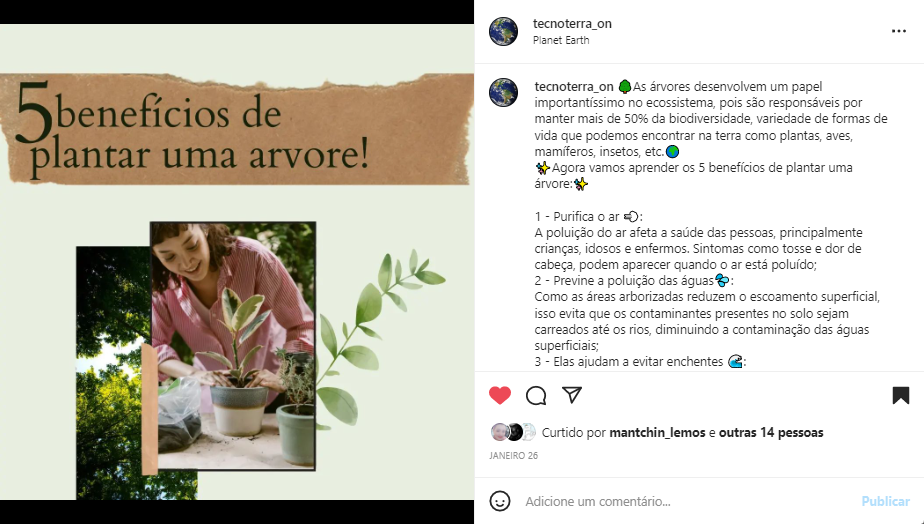 5 benefícios de
plantar uma arvore!
tecnoterra_on
Planet Earth
tecnoterra_on 🌳As árvores desenvolvem um papel
importantíssimo no ecossistema, pois são responsáveis por
manter mais de 50% da biodiversidade, variedade de formas de
vida que podemos encontrar na terra como plantas, aves,
mamíferos, insetos, etc.🌍
✨Agora vamos aprender os 5 benefícios de plantar uma
árvore:✨
1 - Purifica o ar 💨:
A poluição do ar afeta a saúde das pessoas, principalmente
crianças, idosos e enfermos. Sintomas como tosse e dor de
cabeça, podem aparecer quando o ar está poluído;
2 - Previne a poluição das águas💦:
Como as áreas arborizadas reduzem o escoamento superficial,
isso evita que os contaminantes presentes no solo sejam
carreados até os rios, diminuindo a contaminação das águas
superficiais;
3 - Elas ajudam a evitar enchentes 🌊:
Curtido por mantchin_lemos e outras 14 pessoas
JANEIRO 26
Adicione um comentário... Publicar